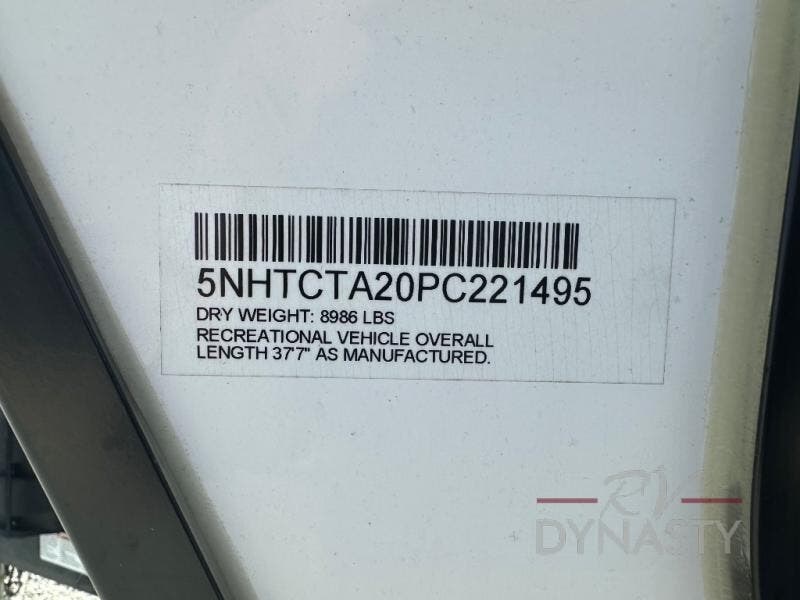 5NHTCTA20PC221495
DRY WEIGHT: 8986 LBS
RECREATIONAL VEHICLE OVERALL
LENGTH 37'7" AS MANUFACTURED.
RV
DYNASTY